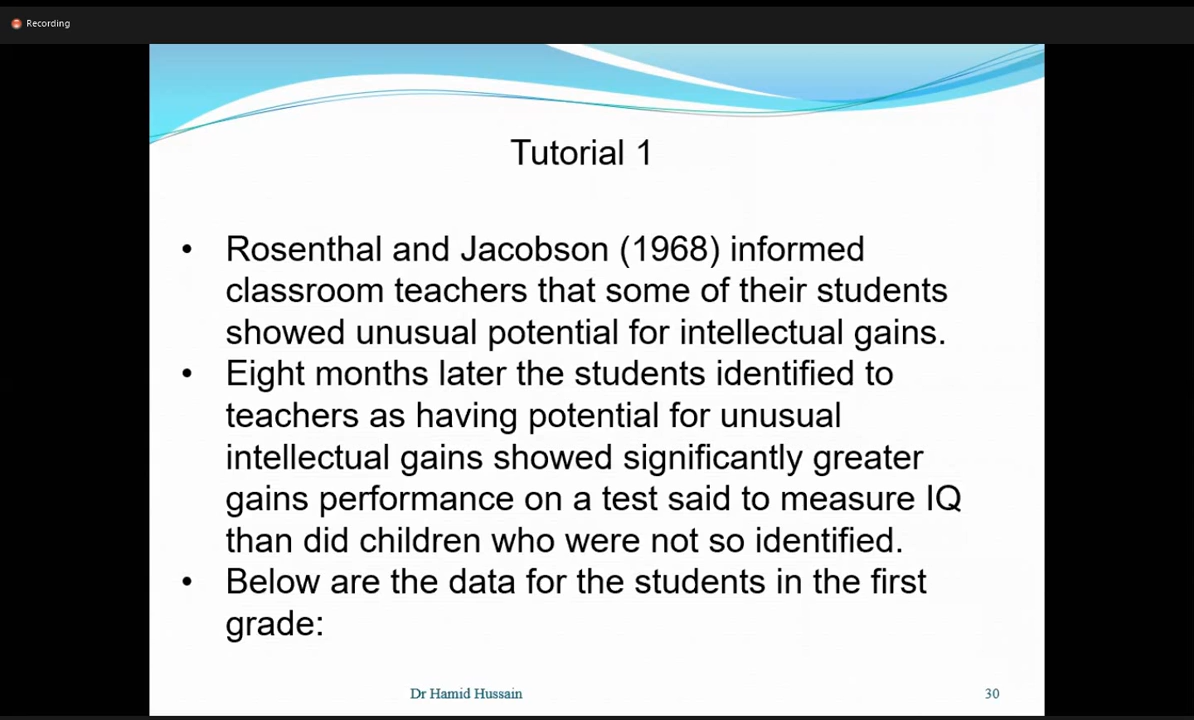 Recording
Tutorial 1
• Rosenthal and Jacobson (1968) informed
classroom teachers that some of their students
showed unusual potential for intellectual gains.
• Eight months later the students identified to
teachers as having potential for unusual
intellectual gains showed significantly greater
gains performance on a test said to measure IQ
than did children who were not so identified.
• Below are the data for the students in the first
grade:
Dr Hamid Hussain
30